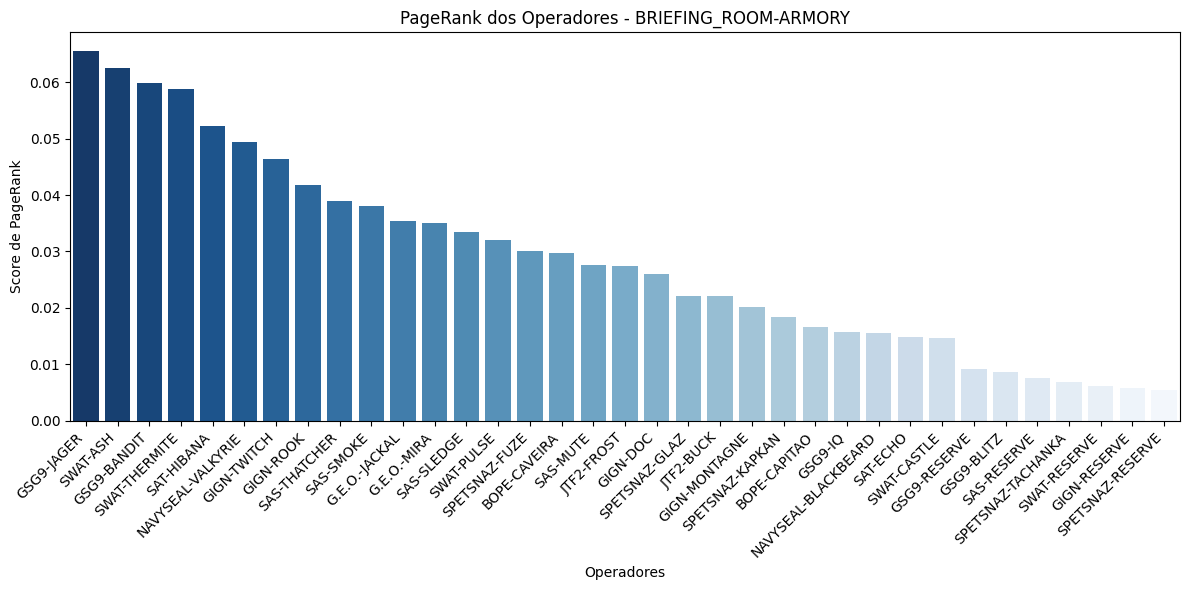 PageRank dos Operadores - BRIEFING_ROOM-ARMORY
Score de PageRank
0.06
0.05
0.04
0.03
0.02
0.01
0.00
GSG9-JAGER
SWAT-ASH
GSG9-BANDIT
SWAT-THERMITE
SAT-HIBANA
NAVYSEAL-VALKYRIE
GIGN-TWITCH
GIGN-ROOK
SAS-THATCHER
SAS-SMOKE
G.E.O.-JACKAL
G.E.O.-MIRA
SAS-SLEDGE
SWAT-PULSE
SPETSNAZ-FUZE
BOPE-CAVEIRA
SAS-MUTE
JTF2-FROST
GIGN-DOC
SPETSNAZ-GLAZ
JTF2-BUCK
GIGN-MONTAGNE
SPETSNAZ-KAPKAN
BOPE-CAPITAO
GSG9-IQ
NAVYSEAL-BLACKBEARD
SAT-ECHO
SWAT-CASTLE
GSG9-RESERVE
GSG9-BLITZ
SAS-RESERVE
SPETSNAZ-TACHANKA
SWAT-RESERVE
GIGN-RESERVE
SPETSNAZ-RESERVE
Operadores